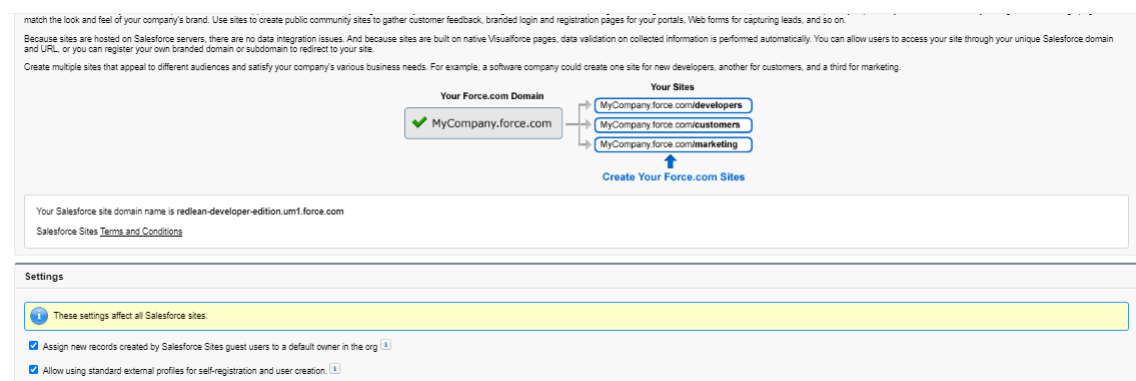 match the look and feel of your company's brand. Use sites to create public community sites to gather customer feedback, branded login and registration pages for your portals, Web forms for capturing leads, and so on.
Because sites are hosted on Salesforce servers, there are no data integration issues. And because sites are built on native Visualforce pages, data validation on collected information is performed automatically. You can allow users to access your site through your unique Salesforce domain
and URL, or you can register your own branded domain or subdomain to redirect to your site.
Create multiple sites that appeal to different audiences and satisfy your company's various business needs. For example, a software company could create one site for new developers, another for customers, and a third for marketing.
Your Force.com Domain
MyCompany.force.com
Your Sites
MyCompany.force.com/developers
MyCompany.force.com/customers
MyCompany.force.com/marketing
Create Your Force.com Sites
Your Salesforce site domain name is redlean-developer-edition.um1.force.com
Salesforce Sites Terms and Conditions
Settings
These settings affect all Salesforce sites.
Assign new records created by Salesforce Sites guest users to a default owner in the org
Allow using standard external profiles for self-registration and user creation.